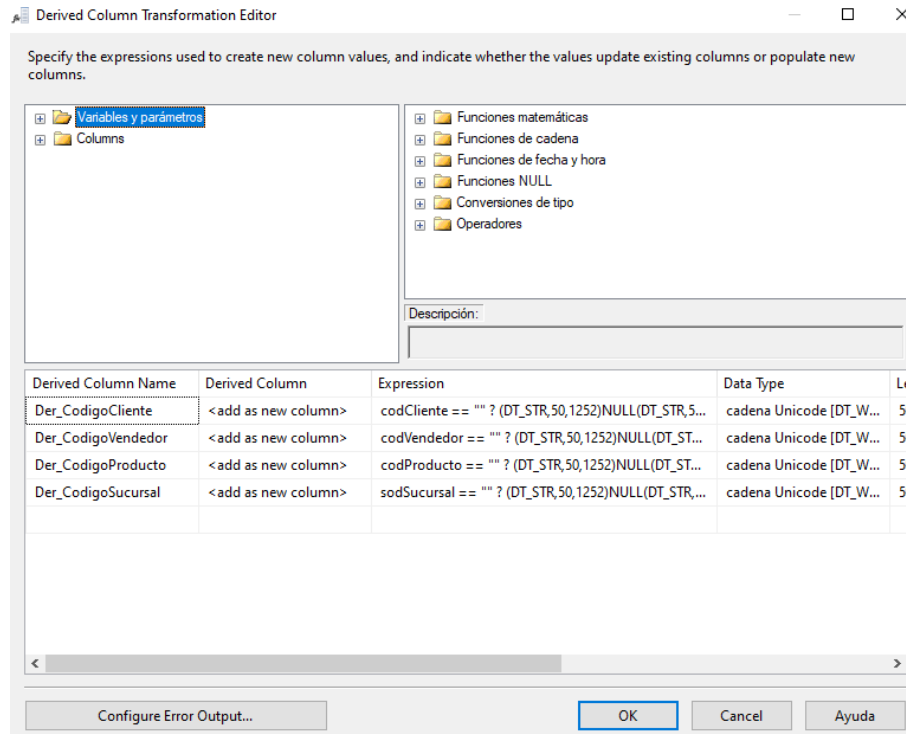 Derived Column Transformation Editor
Specify the expressions used to create new column values, and indicate whether the values update existing columns or populate new
columns.
Variables y parámetros
Columns
Funciones matemáticas
Funciones de cadena
Funciones de fecha y hora
Funciones NULL
Conversiones de tipo
Operadores
Descripción:
Derived Column Name Derived Column Expression Data Type L
Der_CodigoCliente <add as new column> codCliente == "" ? (DT_STR,50,1252)NULL(DT_STR,5... cadena Unicode [DT_W... 5
Der_CodigoVendedor <add as new column> codVendedor == "" ? (DT_STR,50,1252)NULL(DT_ST... cadena Unicode [DT_W... 5
Der_CodigoProducto <add as new column> codProducto == "" ? (DT_STR,50,1252)NULL(DT_ST... cadena Unicode [DT_W... 5
Der_CodigoSucursal <add as new column> sodSucursal == "" ? (DT_STR,50,1252)NULL(DT_STR,... cadena Unicode [DT_W... 5
Configure Error Output... OK Cancel Ayuda